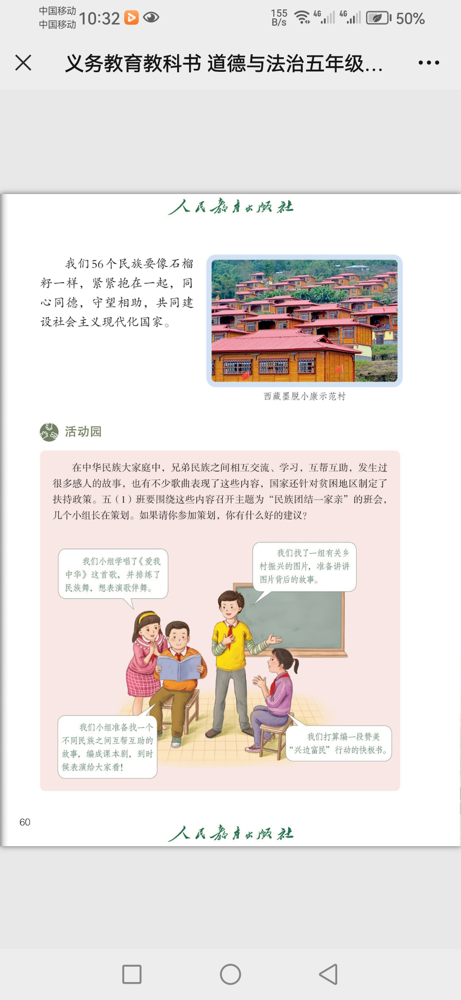 中国移动
中国移动
10:32
155
B/s
4G
4G
50%
义务教育教科书 道德与法治五年级...
人民教育出版社
我们56个民族要像石榴
籽一样，紧紧抱在一起，同
心同德，守望相助，共同建
设社会主义现代化国家。
西藏墨脱小康示范村
活动园
在中华民族大家庭中，兄弟民族之间相互交流、学习，互帮互助，发生过
很多感人的故事，也有不少歌曲表现了这些内容，国家还针对贫困地区制定了
扶持政策。五（1）班要围绕这些内容召开主题为“民族团结一家亲”的班会，
几个小组长在策划。如果请你参加策划，你有什么好的建议？
我们小组学唱了《爱我
中华》这首歌，并排练了
民族舞，想表演歌伴舞。
我们找了一组有关乡
村振兴的图片，准备讲讲
图片背后的故事。
我们小组准备找一个
不同民族之间互帮互助的
故事，编成课本剧，到时
候表演给大家看！
我们打算编一段赞美
“兴边富民”行动的快板书。
60
人民教育出版社